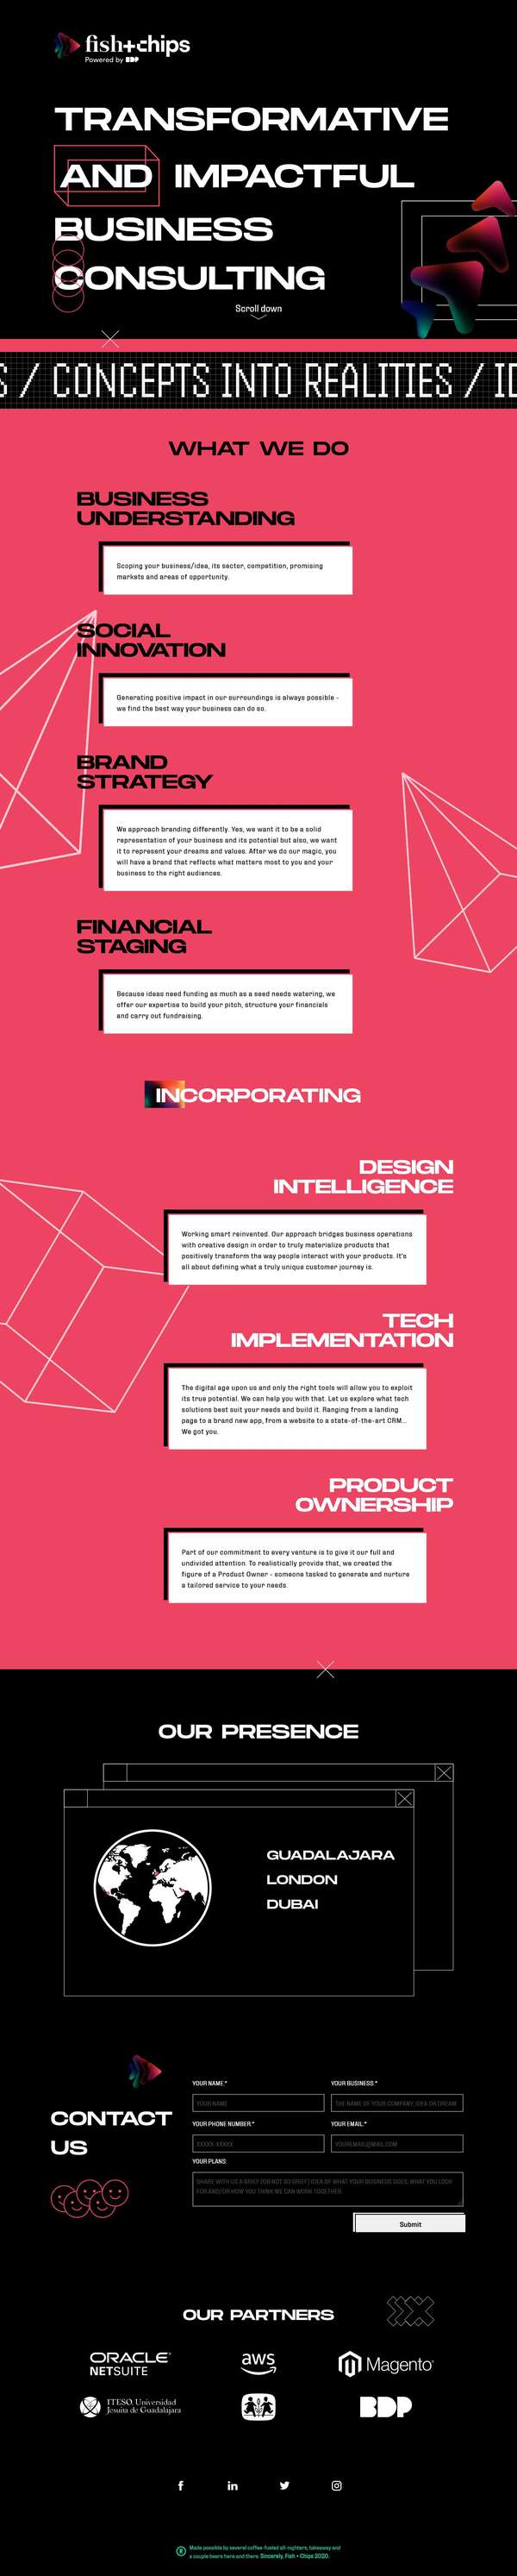 fish+chips
Powered by BDP
TRANSFORMATIVE
AND IMPACTFUL
BUSINESS
CONSULTING
Scroll down
S / CONCEPTS INTO REALITIES / ID
WHAT WE DO
BUSINESS
UNDERSTANDING
Scoping your business/idea, its sector, competition, promising
markets and areas of opportunity.
SOCIAL
INNOVATION
Generating positive impact in our surroundings is always possible -
we find the best way your business can do so.
BRAND
STRATEGY
We approach branding differently. Yes, we want it to be a solid
representation of your business and its potential but also, we want
it to represent your dreams and values. After we do our magic, you
will have a brand that reflects what matters most to you and your
business to the right audiences.
FINANCIAL
STAGING
Because ideas need funding as much as a seed needs watering, we
offer our expertise to build your pitch, structure your financials
and carry out fundraising.
INCORPORATING
DESIGN
INTELLIGENCE
Working smart reinvented. Our approach bridges business operations
with creative design in order to truly materialize products that
positively transform the way people interact with your products. It's
all about defining what a truly unique customer journey is.
TECH
IMPLEMENTATION
The digital age upon us and only the right tools will allow you to exploit
its true potential. We can help you with that. Let us explore what tech
solutions best suit your needs and build it. Ranging from a landing
page to a brand new app, from a website to a state-of-the-art CRM...
We got you.
PRODUCT
OWNERSHIP
Part of our commitment to every venture is to give it our full and
undivided attention. To realistically provide that, we created the
figure of a Product Owner - someone tasked to generate and nurture
a tailored service to your needs.
OUR PRESENCE
GUADALAJARA
LONDON
DUBAI
CONTACT
US
YOUR NAME:*
YOUR NAME
YOUR BUSINESS:*
THE NAME OF YOUR COMPANY, IDEA OR DREAM
YOUR PHONE NUMBER:*
XXXXX-XXXXX
YOUR EMAIL:*
YOUREMAIL@MAIL.COM
YOUR PLANS:
SHARE WITH US A BRIEF (OR NOT SO BRIEF) IDEA OF WHAT YOUR BUSINESS DOES, WHAT YOU LOOK
FOR AND/OR HOW YOU THINK WE CAN WORK TOGETHER
Submit
OUR PARTNERS
ORACLE
NETSUITE
aws
Magento
ITESO, Universidad
Jesuita de Guadalajara
BDP
Made possible by several coffee-fueled all-nighters, takeaway and
a couple beers here and there. Sincerely, Fish + Chips 2020.